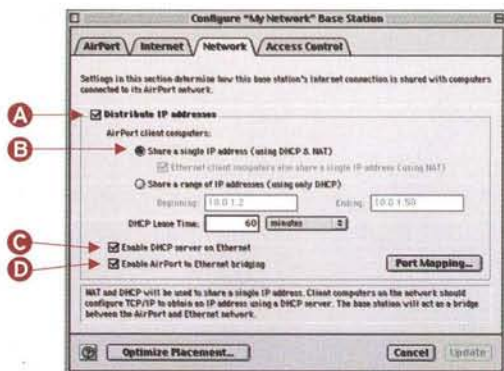 Configure "My Network" Base Station
AirPort Internet Network Access Control
Settings in this section determine how this base station's Internet connection is shared with computers
connected to its AirPort network.
A Distribute IP addresses
AirPort client computers:
B Share a single IP address (using DHCP & NAT)
Ethernet client computers also share a single IP address (using NAT)
Share a range of IP addresses (using only DHCP)
Beginning: 10.0.1.2 Ending: 10.0.1.50
DHCP Lease Time: 60 minutes
C Enable DHCP server on Ethernet
D Enable AirPort to Ethernet bridging Port Mapping...
NAT and DHCP will be used to share a single IP address. Client computers on the network should
configure TCP/IP to obtain an IP address using a DHCP server. The base station will act as a bridge
between the AirPort and Ethernet network.
? Optimize Placement... Cancel Update